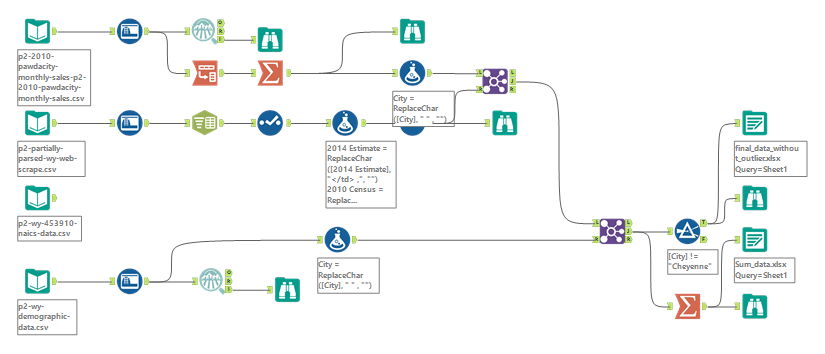 p2-2010-
pawdacity-
monthly-sales-p2-
2010-pawdacity-
monthly-sales.csv
City =
ReplaceChar
([City], " " , "")
p2-partially-
parsed-wy-web-
scrape.csv
2014 Estimate =
ReplaceChar
([2014 Estimate],
"</td> ,", "")
2010 Census =
Replac...
final_data_withou
t_outlier.xlsx
Query=Sheet1
p2-wy-453910-
naics-data.csv
City =
ReplaceChar
([City], " " , "")
[City] !=
"Cheyenne"
Sum_data.xlsx
Query=Sheet1
p2-wy-
demographic-
data.csv